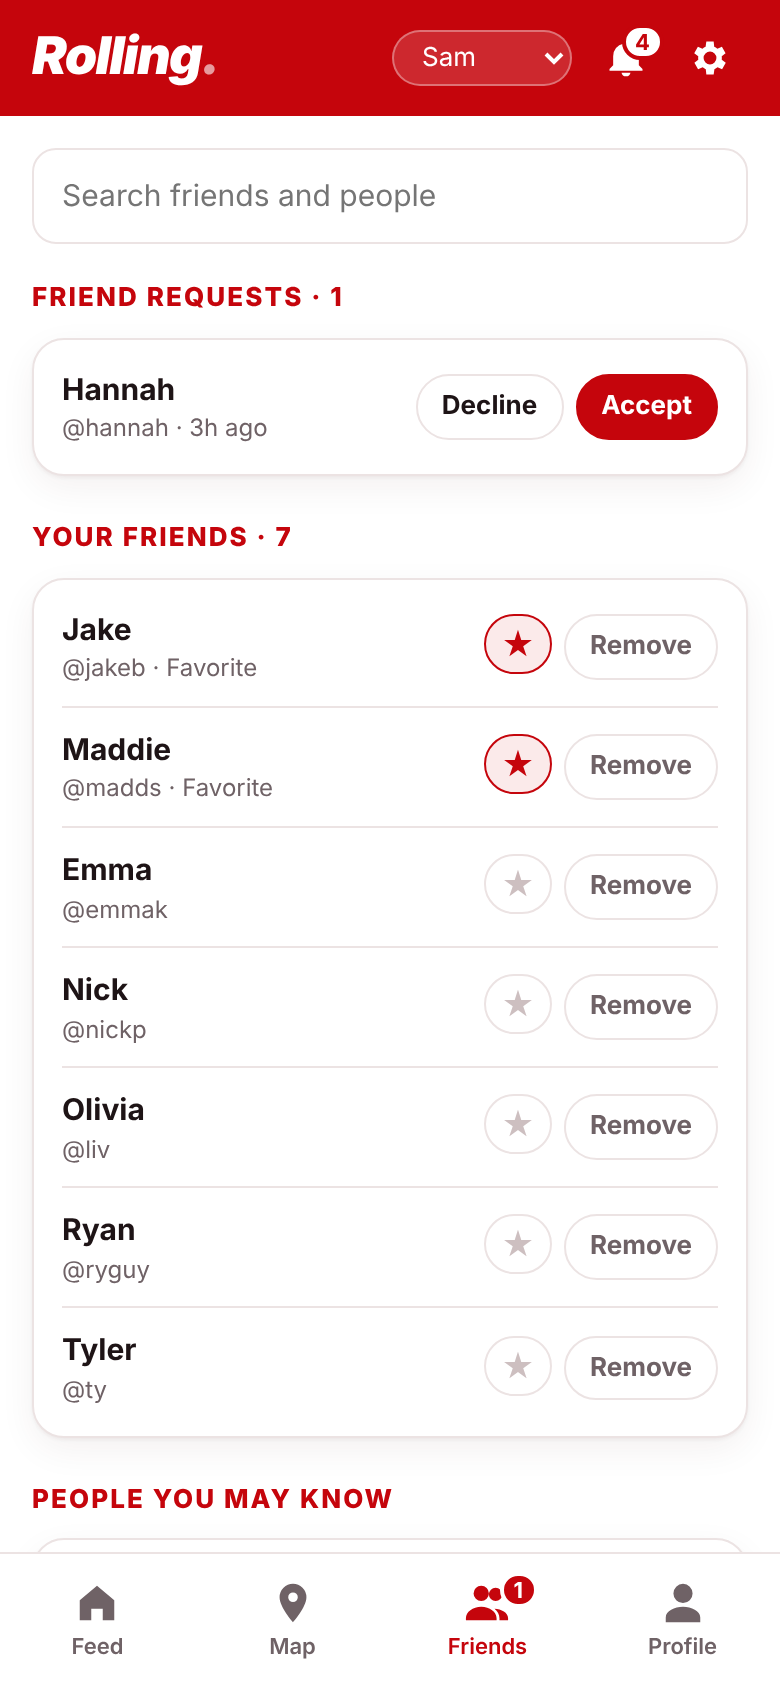 Rolling.
Sam
4
Search friends and people
FRIEND REQUESTS · 1
Hannah
@hannah · 3h ago
Decline
Accept
YOUR FRIENDS · 7
Jake
@jakeb · Favorite
★
Remove
Maddie
@madds · Favorite
★
Remove
Emma
@emmak
★
Remove
Nick
@nickp
★
Remove
Olivia
@liv
★
Remove
Ryan
@ryguy
★
Remove
Tyler
@ty
★
Remove
PEOPLE YOU MAY KNOW
Feed
Map
1
Friends
Profile